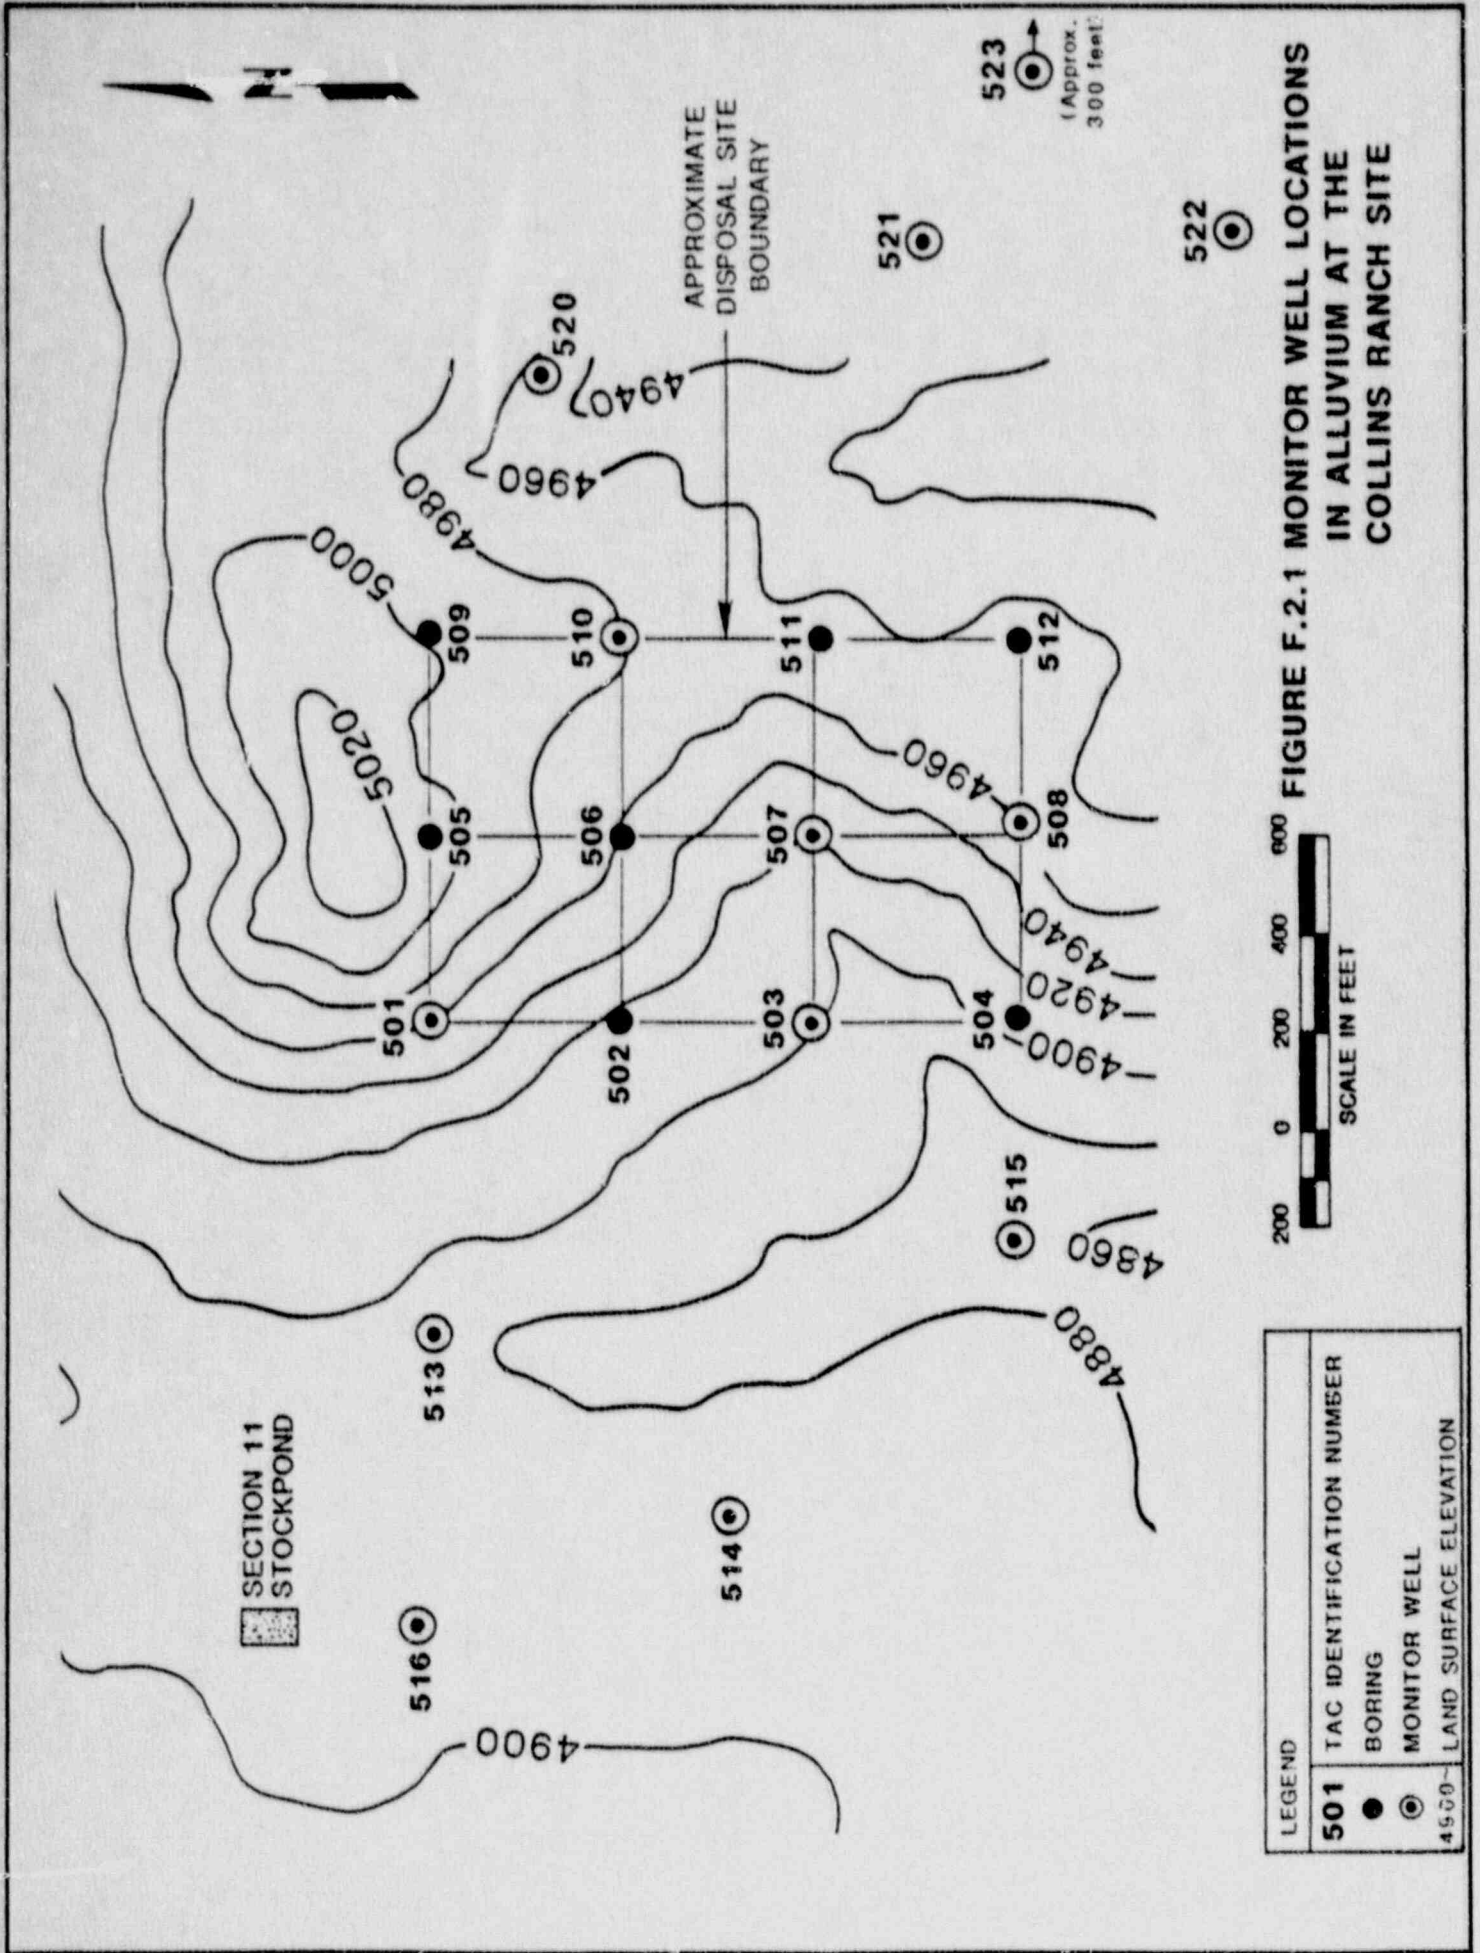 N
SECTION 11
STOCKPOND
5020
5000
4980
4960
4940
4960
4940
4920
4900
4860
4880
4900
501
505
509
502
506
510
503
507
511
504
508
512
513
514
515
516
520
521
522
523
(Approx.
300 feet)
APPROXIMATE
DISPOSAL SITE
BOUNDARY
LEGEND
501 TAC IDENTIFICATION NUMBER
BORING
MONITOR WELL
LAND SURFACE ELEVATION
200 0 200 400 600
SCALE IN FEET
FIGURE F.2.1 MONITOR WELL LOCATIONS
IN ALLUVIUM AT THE
COLLINS RANCH SITE